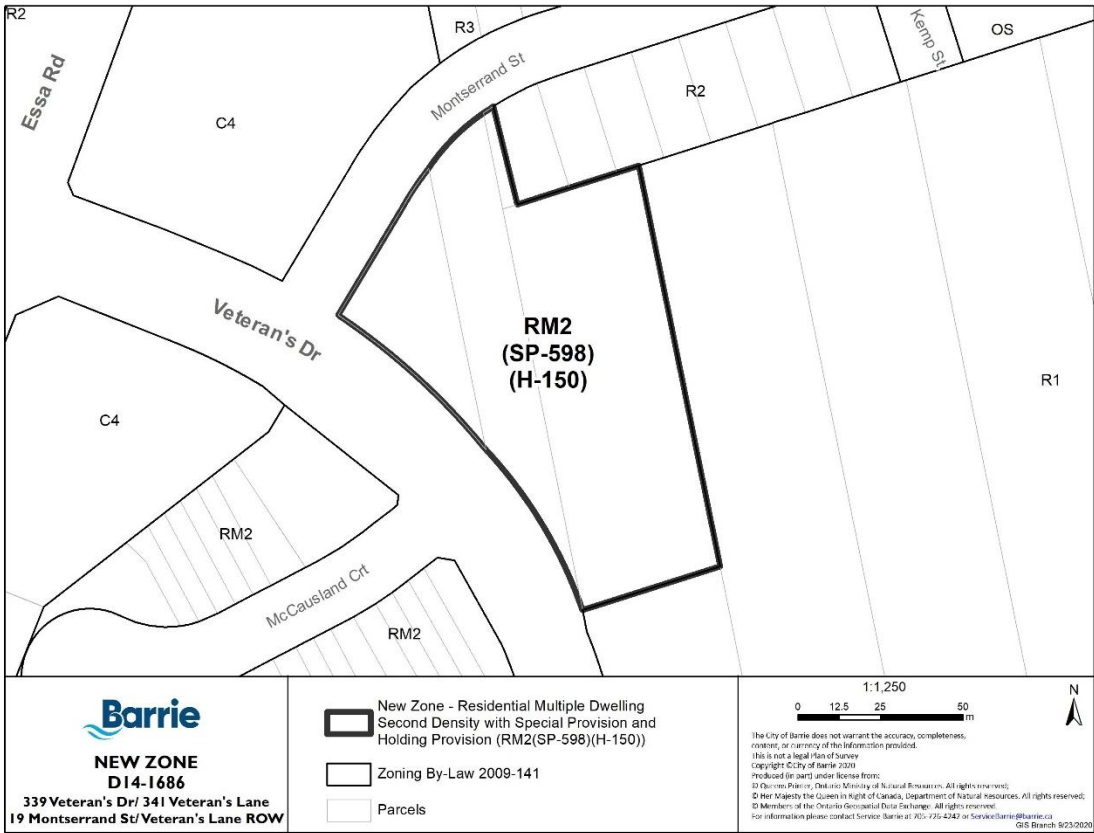 R2
R3
Kemp St
OS
Essa Rd
Montserrand St
C4
R2
Veteran's Dr
RM2
(SP-598)
(H-150)
R1
C4
RM2
McCausland Crt
RM2
Barrie
NEW ZONE
D14-1686
339 Veteran's Dr/ 341 Veteran's Lane
19 Montserrand St/ Veteran's Lane ROW
New Zone - Residential Multiple Dwelling
Second Density with Special Provision and
Holding Provision (RM2(SP-598)(H-150))
Zoning By-Law 2009-141
Parcels
1:1,250
0 12.5 25 50
m
N
The City of Barrie does not warrant the accuracy, completeness,
content, or currency of the information provided.
This is not a legal Plan of Survey
Copyright ©City of Barrie 2020
Produced (in part) under license from:
© Queens Printer, Ontario Ministry of Natural Resources. All rights reserved;
© Her Majesty the Queen in Right of Canada, Department of Natural Resources. All rights reserved;
© Members of the Ontario Geospatial Data Exchange. All rights reserved.
For information please contact Service Barrie at 705-726-4242 or ServiceBarrie@barrie.ca
GIS Branch 9/23/2020